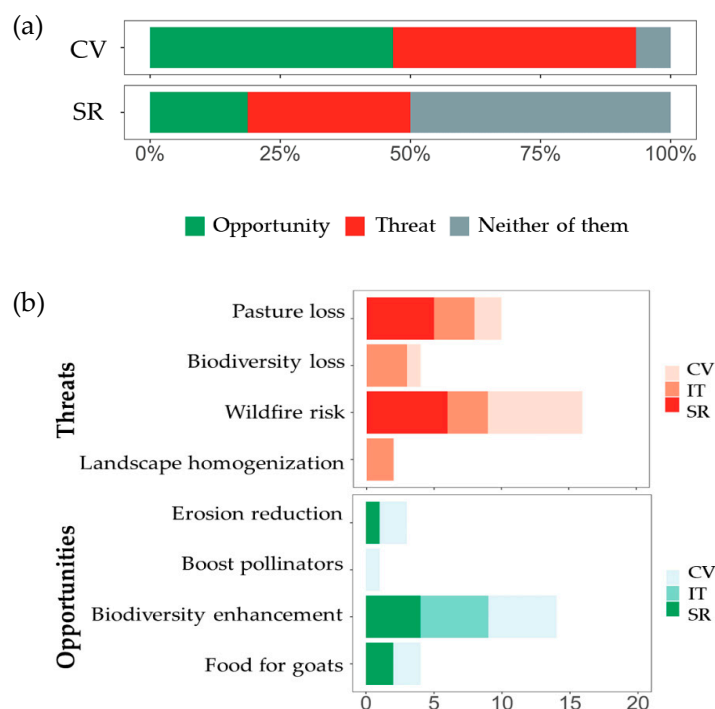 (a)
CV
SR
0% 25% 50% 75% 100%
Opportunity Threat Neither of them
(b)
Threats
Pasture loss
Biodiversity loss
Wildfire risk
Landscape homogenization
CV
IT
SR
Opportunities
Erosion reduction
Boost pollinators
Biodiversity enhancement
Food for goats
CV
IT
SR
0 5 10 15 20